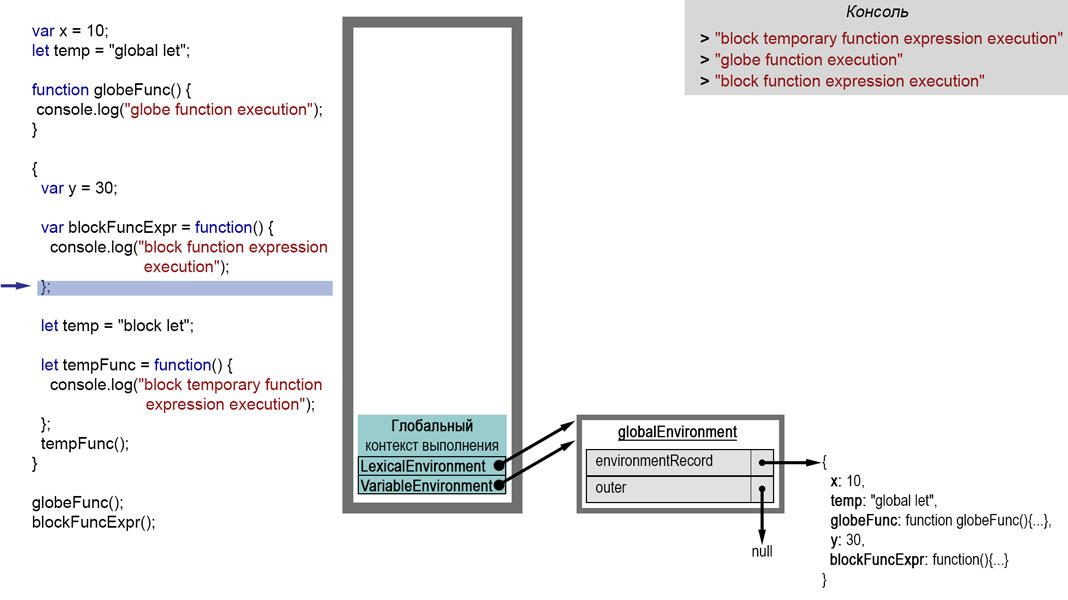 var x = 10;
let temp = "global let";
function globeFunc() {
console.log("globe function execution");
}
{
var y = 30;
var blockFuncExpr = function() {
console.log("block function expression
execution");
};
let temp = "block let";
let tempFunc = function() {
console.log("block temporary function
expression execution");
};
tempFunc();
}
globeFunc();
blockFuncExpr();
Глобальный
контекст выполнения
LexicalEnvironment
VariableEnvironment
Консоль
> "block temporary function expression execution"
> "globe function execution"
> "block function expression execution"
globalEnvironment
environmentRecord
outer
null
{
x: 10,
temp: "global let",
globeFunc: function globeFunc(){...},
y: 30,
blockFuncExpr: function(){...}
}